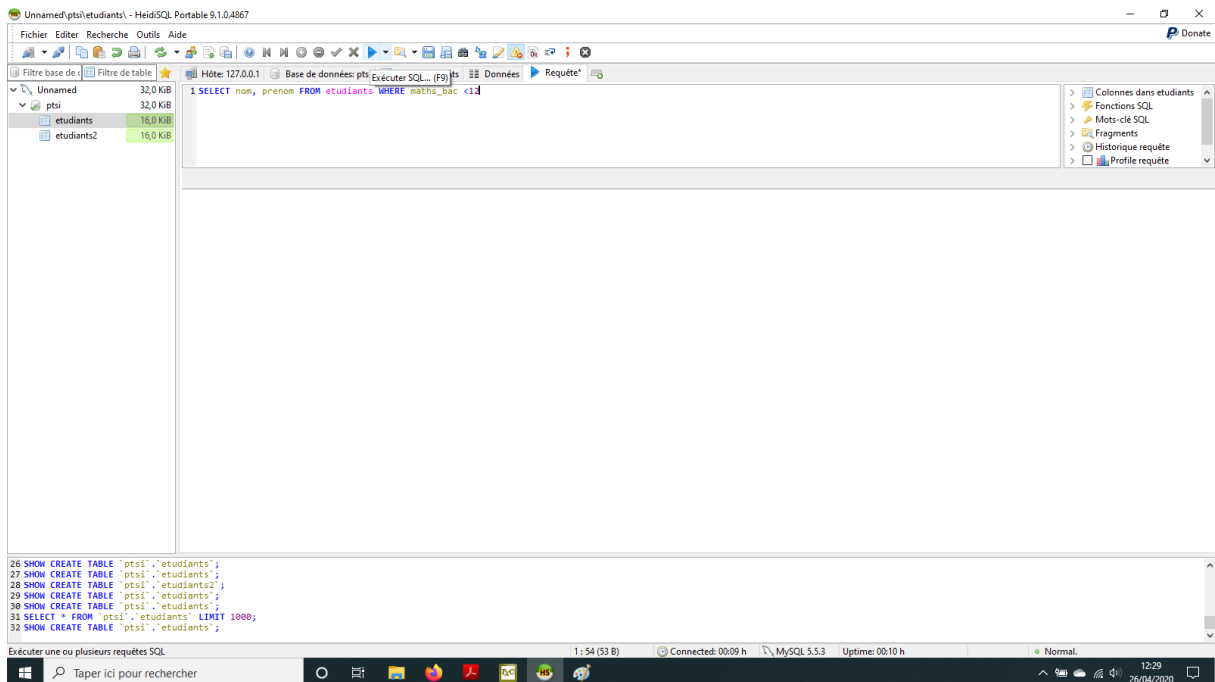 Unnamed\ptsi\etudiants\ - HeidiSQL Portable 9.1.0.4867
Fichier Editer Recherche Outils Aide
Donate
Filtre base de Filtre de table
Hôte: 127.0.0.1 Base de données: pts Exécuter SQL... (F9) ts Données Requête*
Unnamed 32,0 KiB
ptsi 32,0 KiB
etudiants 16,0 KiB
etudiants2 16,0 KiB
1 SELECT nom, prenom FROM etudiants WHERE maths_bac <12
Colonnes dans etudiants
Fonctions SQL
Mots-clé SQL
Fragments
Historique requête
Profile requête
26 SHOW CREATE TABLE `ptsi`.`etudiants`;
27 SHOW CREATE TABLE `ptsi`.`etudiants`;
28 SHOW CREATE TABLE `ptsi`.`etudiants2`;
29 SHOW CREATE TABLE `ptsi`.`etudiants`;
30 SHOW CREATE TABLE `ptsi`.`etudiants`;
31 SELECT * FROM `ptsi`.`etudiants` LIMIT 1000;
32 SHOW CREATE TABLE `ptsi`.`etudiants`;
Exécuter une ou plusieurs requêtes SQL 1 : 54 (53 B) Connected: 00:09 h MySQL 5.5.3 Uptime: 00:10 h Normal.
Taper ici pour rechercher
HS
12:29
26/04/2020